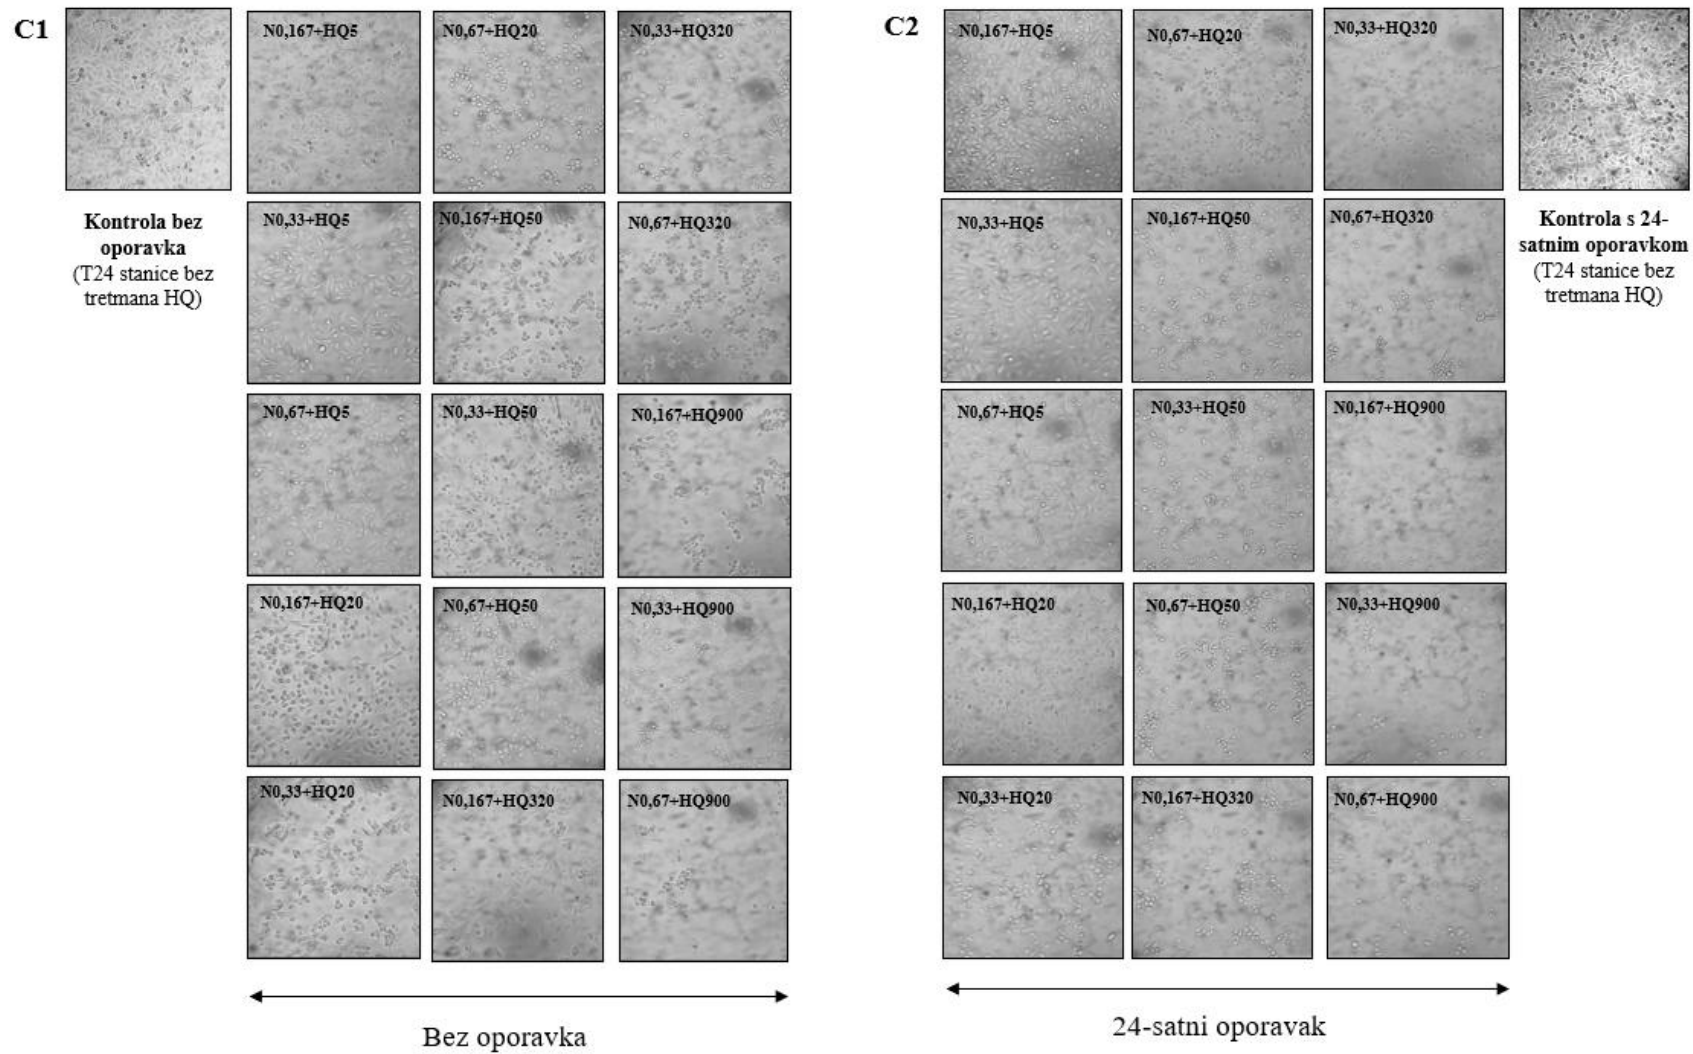 C1
N0,167+HQ5
N0,67+HQ20
N0,33+HQ320
Kontrola bez
oporavka
(T24 stanice bez
tretmana HQ)
N0,33+HQ5
N0,167+HQ50
N0,67+HQ320
N0,67+HQ5
N0,33+HQ50
N0,167+HQ900
N0,167+HQ20
N0,67+HQ50
N0,33+HQ900
N0,33+HQ20
N0,167+HQ320
N0,67+HQ900
Bez oporavka
C2
N0,167+HQ5
N0,67+HQ20
N0,33+HQ320
Kontrola s 24-
satnim oporavkom
(T24 stanice bez
tretmana HQ)
N0,33+HQ5
N0,167+HQ50
N0,67+HQ320
N0,67+HQ5
N0,33+HQ50
N0,167+HQ900
N0,167+HQ20
N0,67+HQ50
N0,33+HQ900
N0,33+HQ20
N0,167+HQ320
N0,67+HQ900
24-satni oporavak